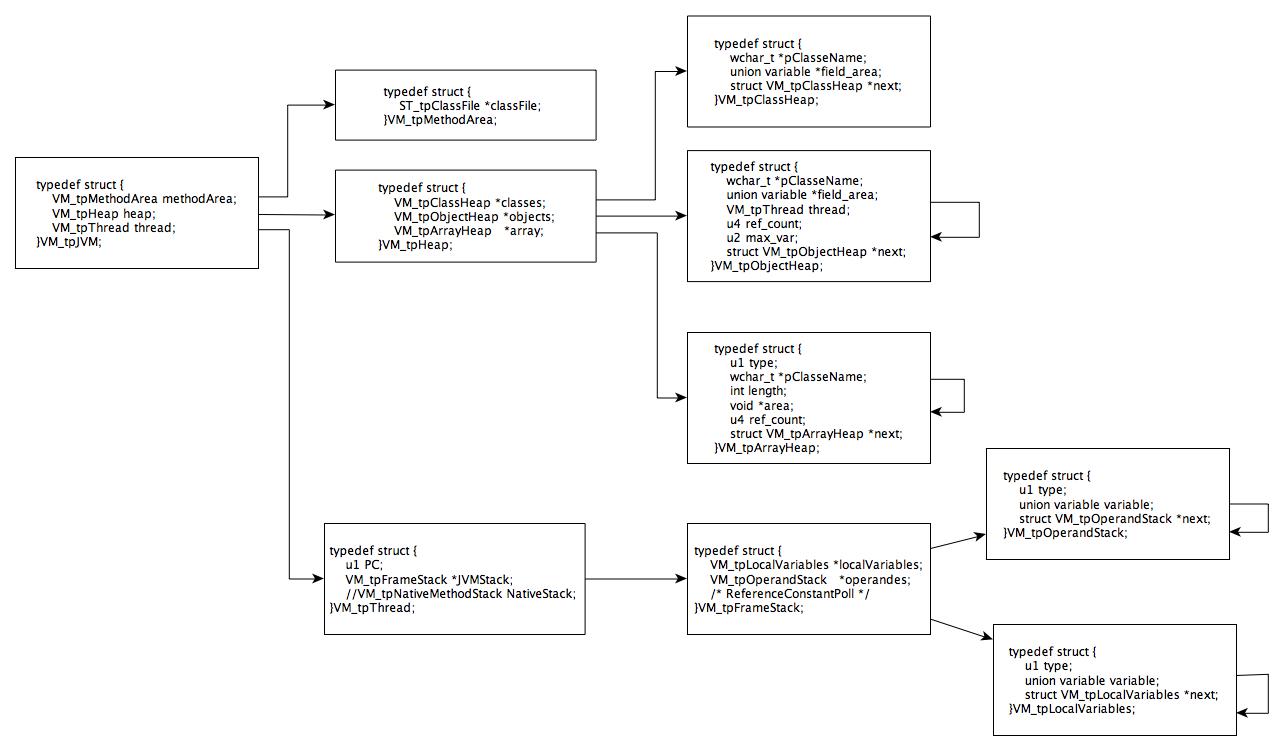 typedef struct {
VM_tpMethodArea methodArea;
VM_tpHeap heap;
VM_tpThread thread;
}VM_tpJVM;
typedef struct {
ST_tpClassFile *classFile;
}VM_tpMethodArea;
typedef struct {
VM_tpClassHeap *classes;
VM_tpObjectHeap *objects;
VM_tpArrayHeap *array;
}VM_tpHeap;
typedef struct {
wchar_t *pClasseName;
union variable *field_area;
struct VM_tpClassHeap *next;
}VM_tpClassHeap;
typedef struct {
wchar_t *pClasseName;
union variable *field_area;
VM_tpThread thread;
u4 ref_count;
u2 max_var;
struct VM_tpObjectHeap *next;
}VM_tpObjectHeap;
typedef struct {
u1 type;
wchar_t *pClasseName;
int length;
void *area;
u4 ref_count;
struct VM_tpArrayHeap *next;
}VM_tpArrayHeap;
typedef struct {
u1 PC;
VM_tpFrameStack *JVMStack;
//VM_tpNativeMethodStack NativeStack;
}VM_tpThread;
typedef struct {
VM_tpLocalVariables *localVariables;
VM_tpOperandStack *operandes;
/* ReferenceConstantPoll */
}VM_tpFrameStack;
typedef struct {
u1 type;
union variable variable;
struct VM_tpOperandStack *next;
}VM_tpOperandStack;
typedef struct {
u1 type;
union variable variable;
struct VM_tpLocalVariables *next;
}VM_tpLocalVariables;